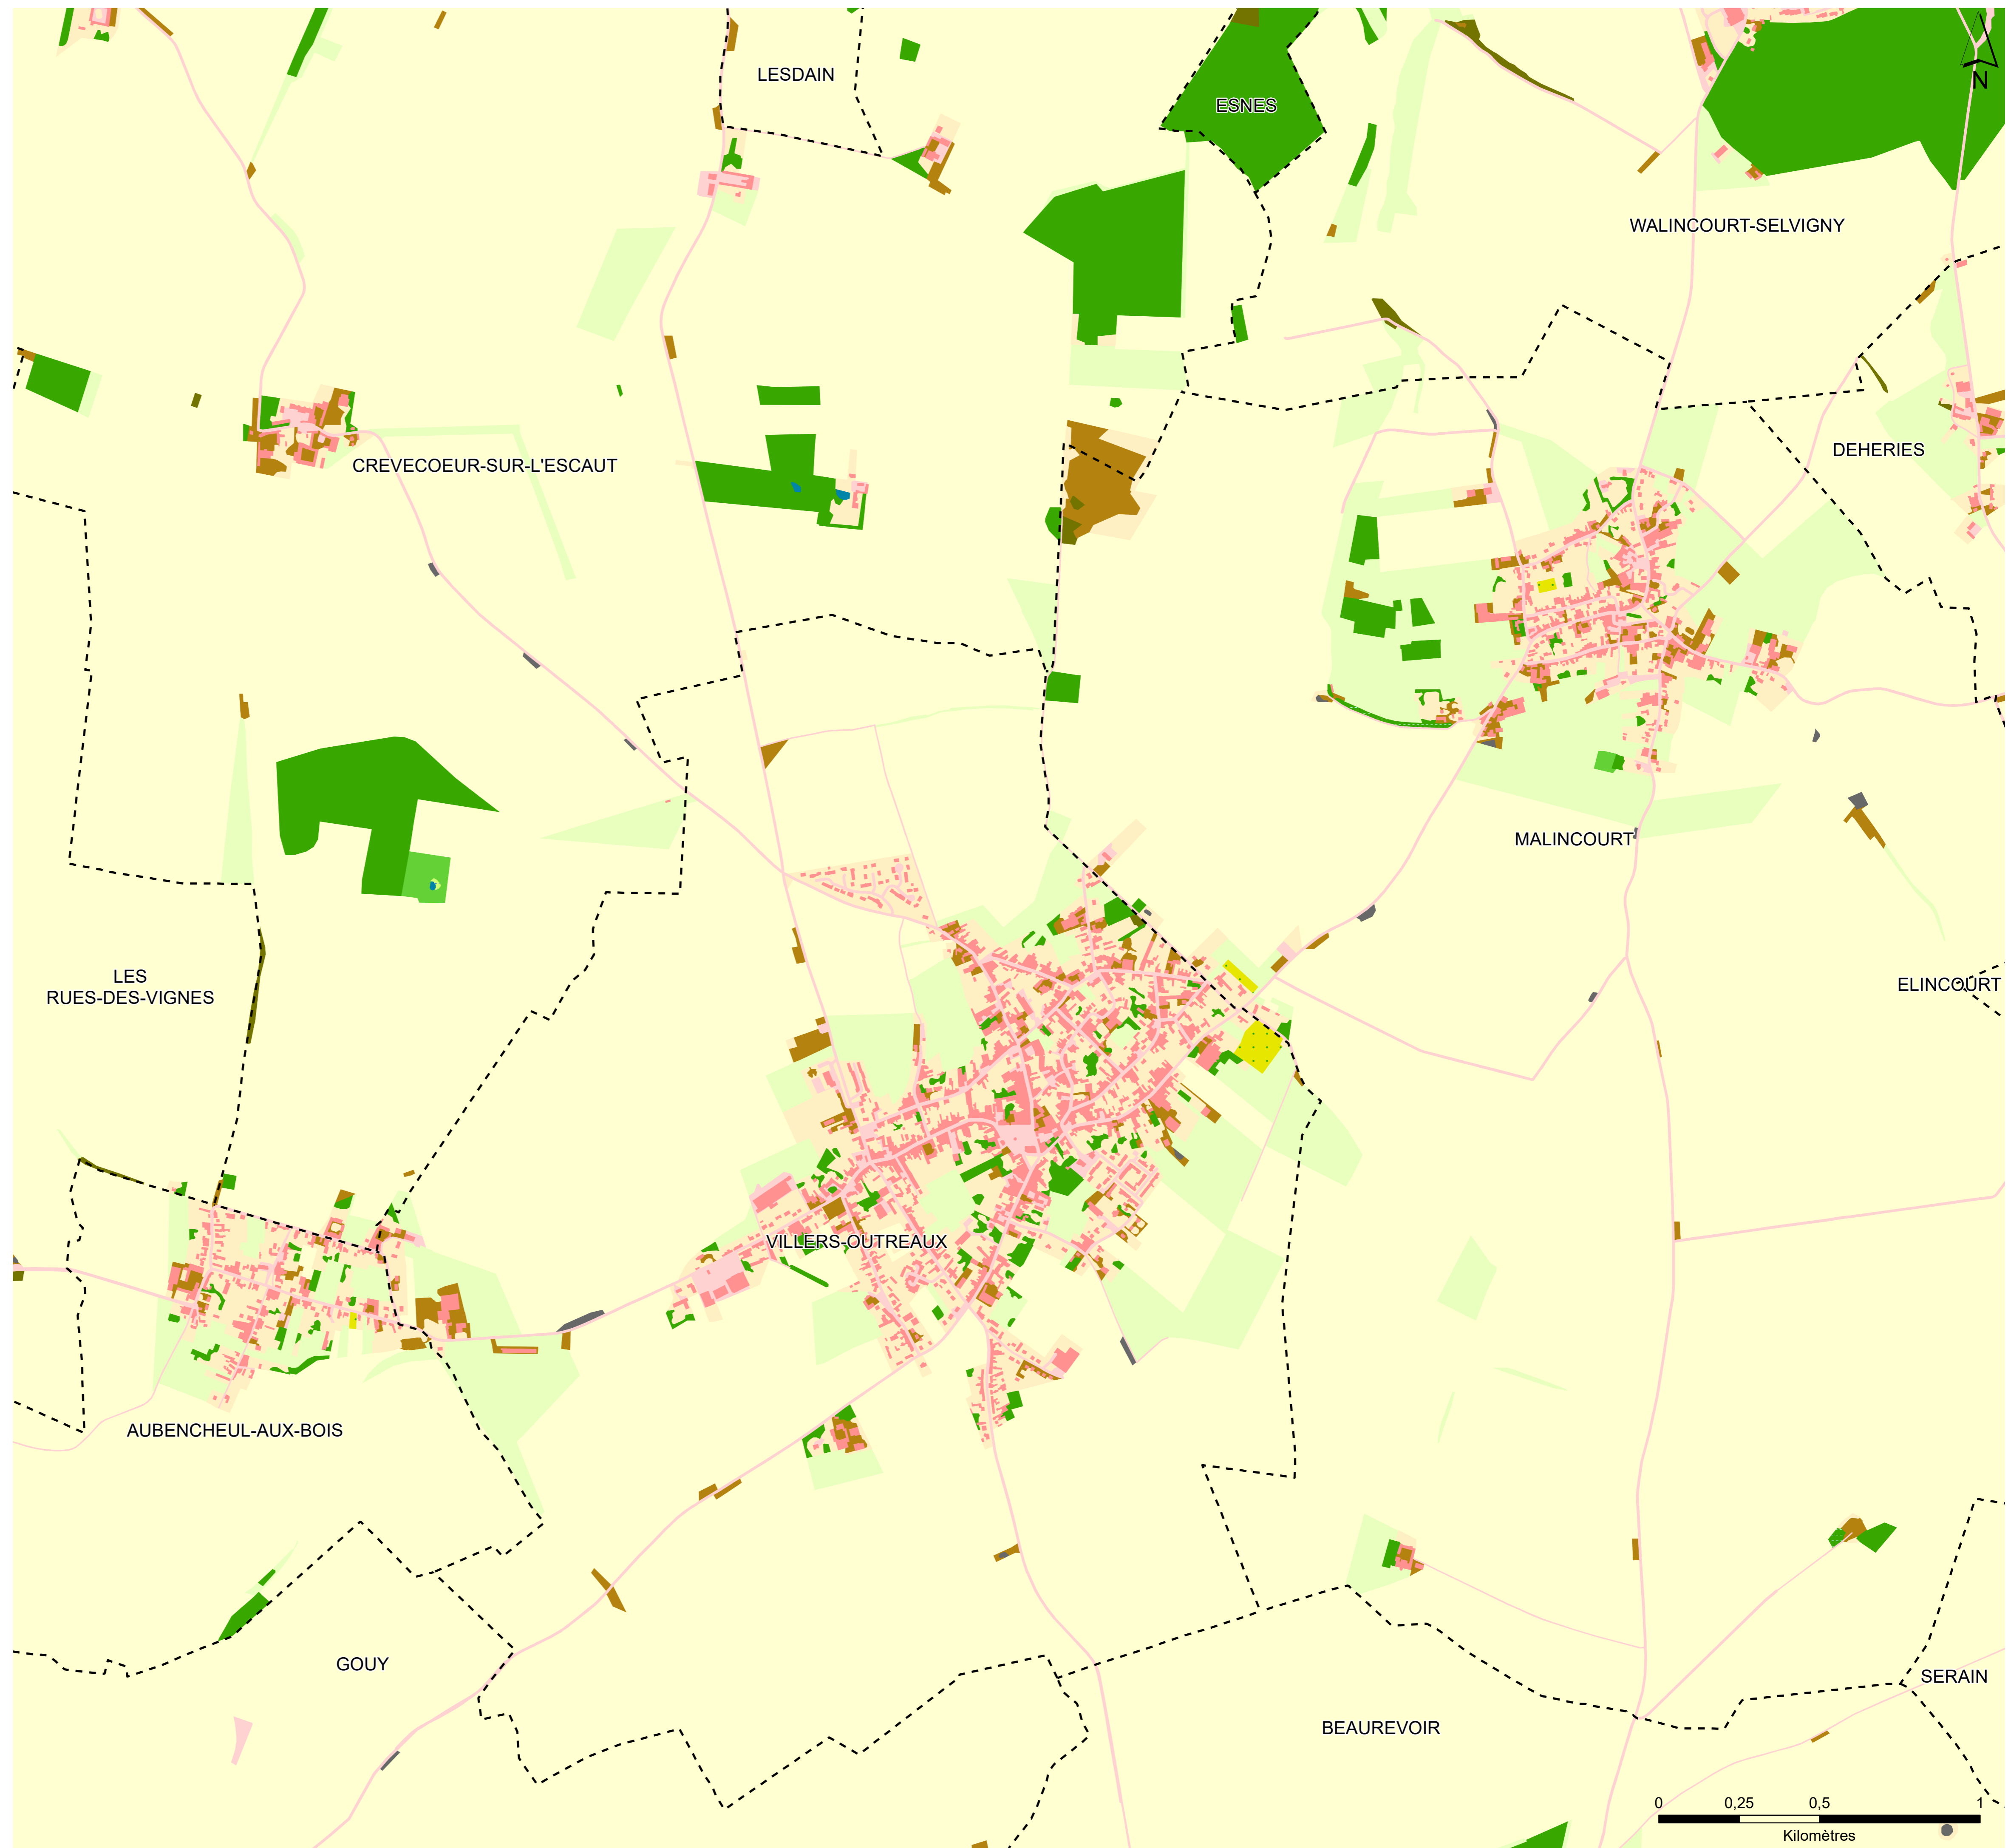 LESDAIN
ESNES
N
WALINCOURT-SELVIGNY
DEHERIES
CREVECOEUR-SUR-L'ESCAUT
MALINCOURT
LES
RUES-DES-VIGNES
ELINCOURT
VILLERS-OUTREAUX
AUBENCHEUL-AUX-BOIS
GOUY
SERAIN
BEAUREVOIR
0 0,25 0,5 1
Kilomètres